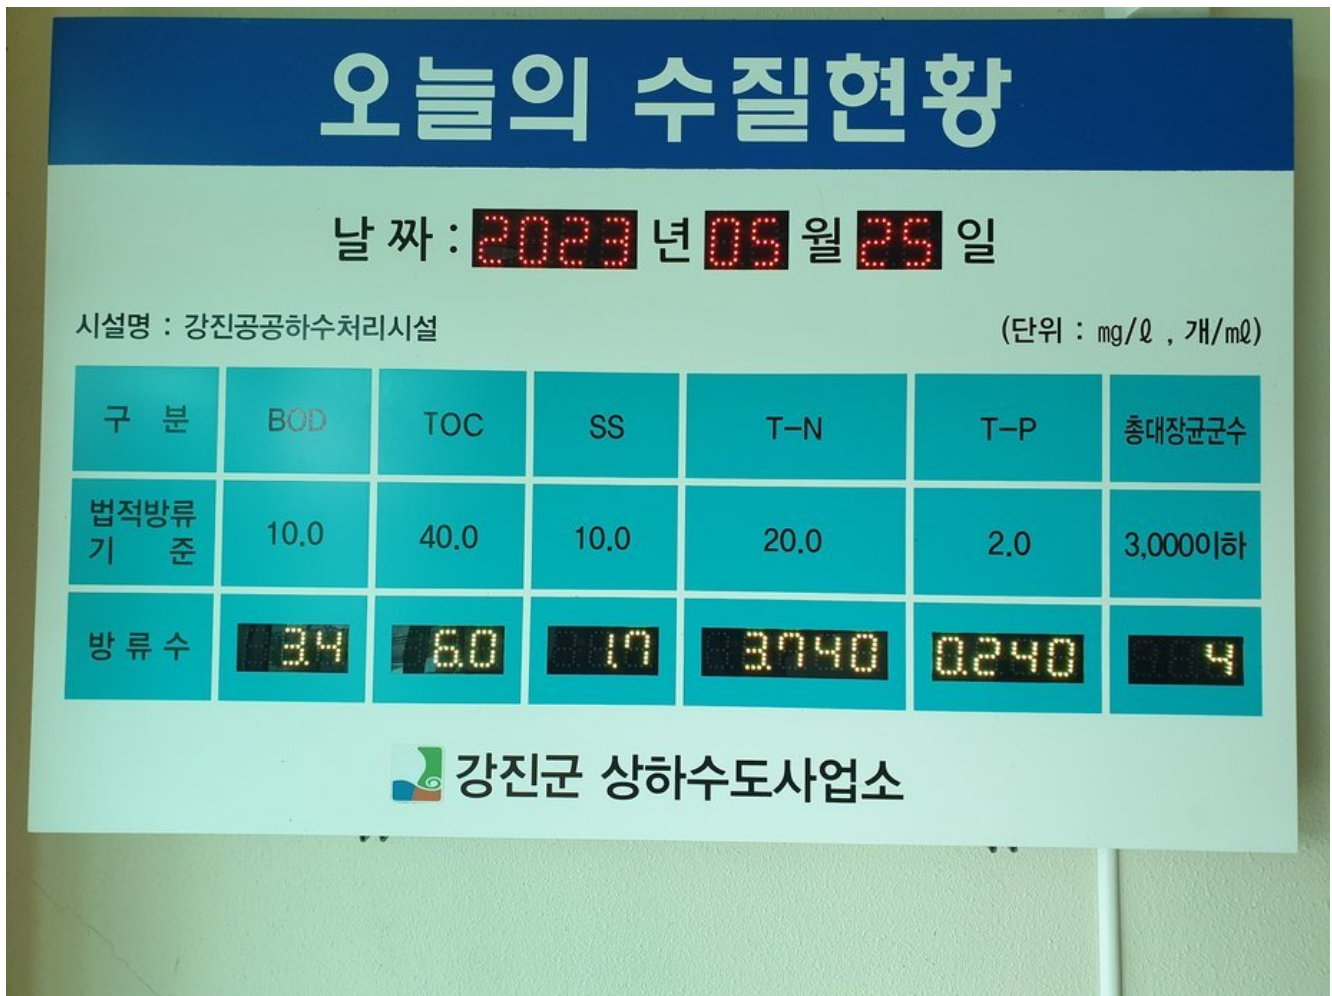 오늘의 수질현황
날짜 : 2023 년 05 월 25 일
시설명 : 강진공공하수처리시설 (단위 : ㎎/ℓ , 개/㎖)
구 분 BOD TOC SS T-N T-P 총대장균군수
법적방류
기 준 10.0 40.0 10.0 20.0 2.0 3,000이하
방류수 3.4 6.0 1.7 3.740 0.240 4
강진군 상하수도사업소